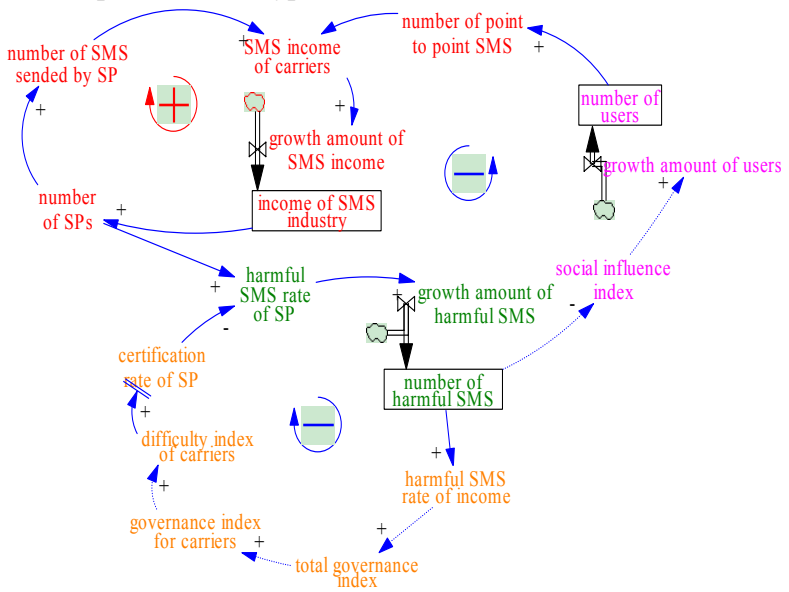 number of SMS
sended by SP
+
SMS income
of carriers
number of point
to point SMS
+
+
+
growth amount of
SMS income
number of
users
growth amount of users
+
number
of SPs
+
income of SMS
industry
social influence
index
-
harmful
SMS rate
of SP
+
-
+
growth amount of
harmful SMS
certification
rate of SP
+
number of
harmful SMS
difficulty index
of carriers
+
+
harmful SMS
rate of income
+
governance index
for carriers
+
total governance
index